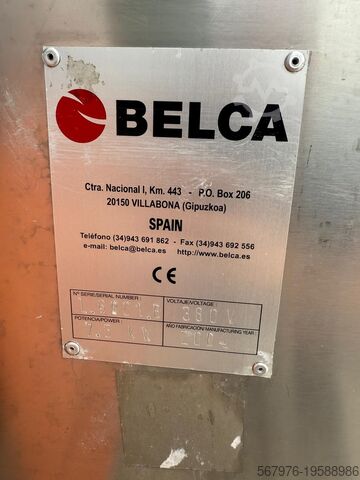 BELCA
Ctra. Nacional I, Km. 443 - P.O. Box 206
20150 VILLABONA (Gipuzkoa)
SPAIN
Teléfono (34)943 691 862 - Fax (34)943 692 556
e-mail: belca@belca.es http://www.belca.es
CE
Nº SERIE/SERIAL NUMBER VOLTAJE/VOLTAGE
380 V
POTENCIA/POWER AÑO FABRICACION/MANUFACTURING YEAR
KW
567976-19588986